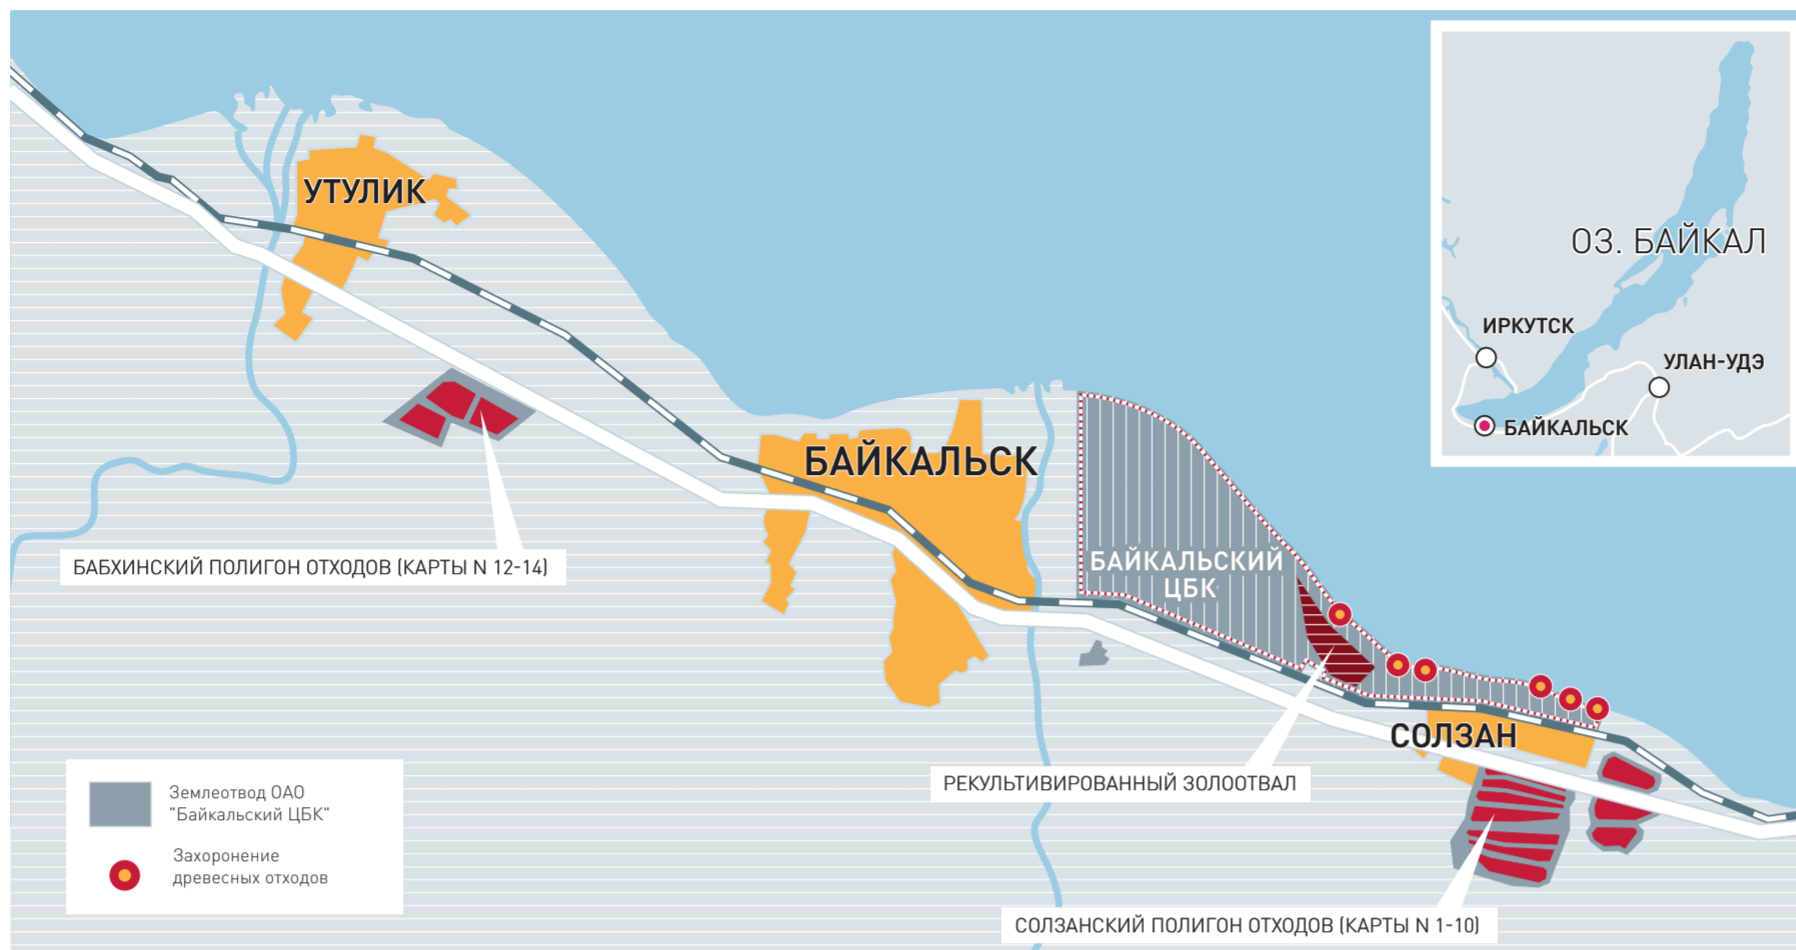 УТУЛИК
ОЗ. БАЙКАЛ
ИРКУТСК
УЛАН-УДЭ
БАЙКАЛЬСК
БАЙКАЛЬСК
БАБХИНСКИЙ ПОЛИГОН ОТХОДОВ (КАРТЫ N 12-14)
БАЙКАЛЬСКИЙ
ЦБК
СОЛЗАН
РЕКУЛЬТИВИРОВАННЫЙ ЗОЛООТВАЛ
Землеотвод ОАО
"Байкальский ЦБК"
Захоронение
древесных отходов
СОЛЗАНСКИЙ ПОЛИГОН ОТХОДОВ (КАРТЫ N 1-10)